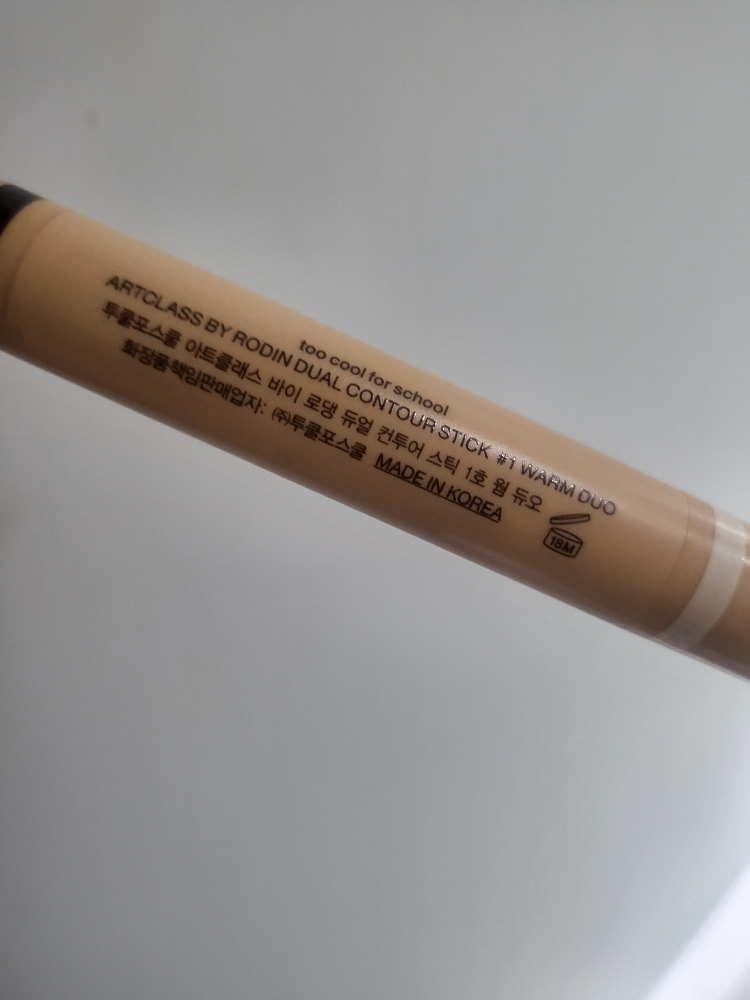 too cool for school
ARTCLASS BY RODIN DUAL CONTOUR STICK #1 WARM DUO
투쿨포스쿨 아트클래스 바이 로댕 듀얼 컨투어 스틱 1호 웜 듀오
화장품책임판매업자: ㈜투쿨포스쿨 MADE IN KOREA
18M